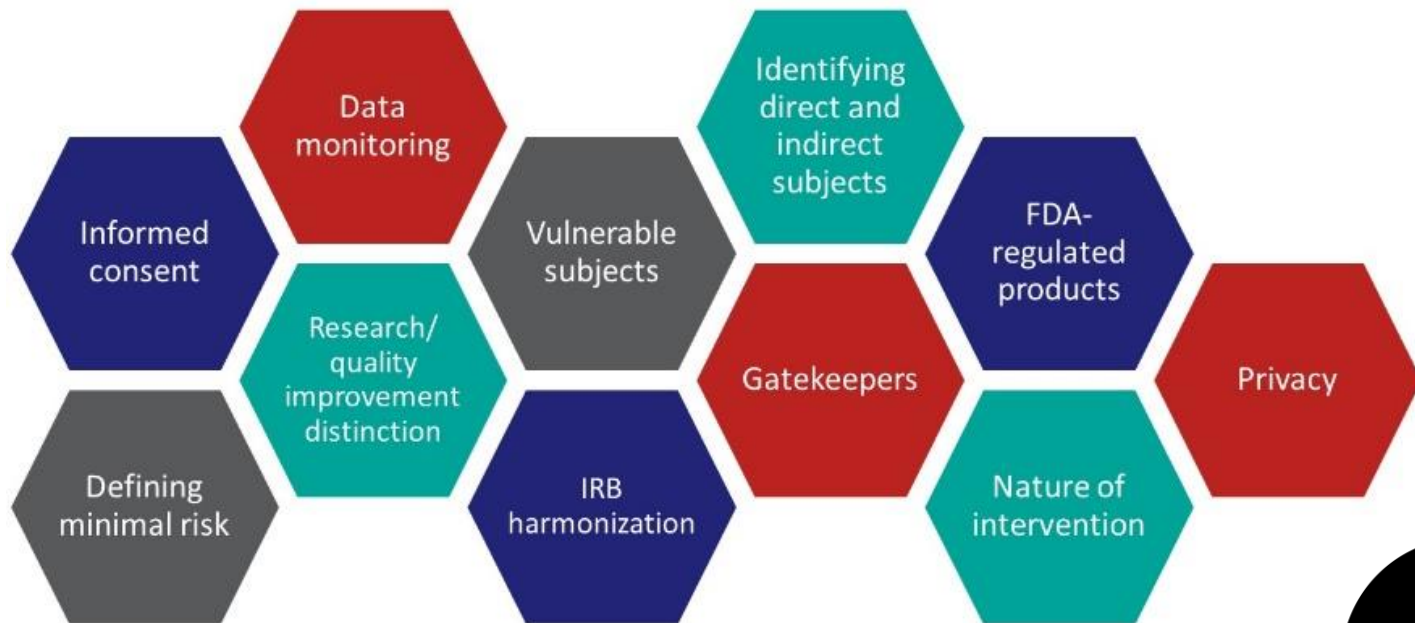 Data
monitoring
Identifying
direct and
indirect
subjects
Informed
consent
Vulnerable
subjects
FDA-
regulated
products
Research/
quality
improvement
distinction
Gatekeepers
Privacy
Defining
minimal risk
IRB
harmonization
Nature of
intervention